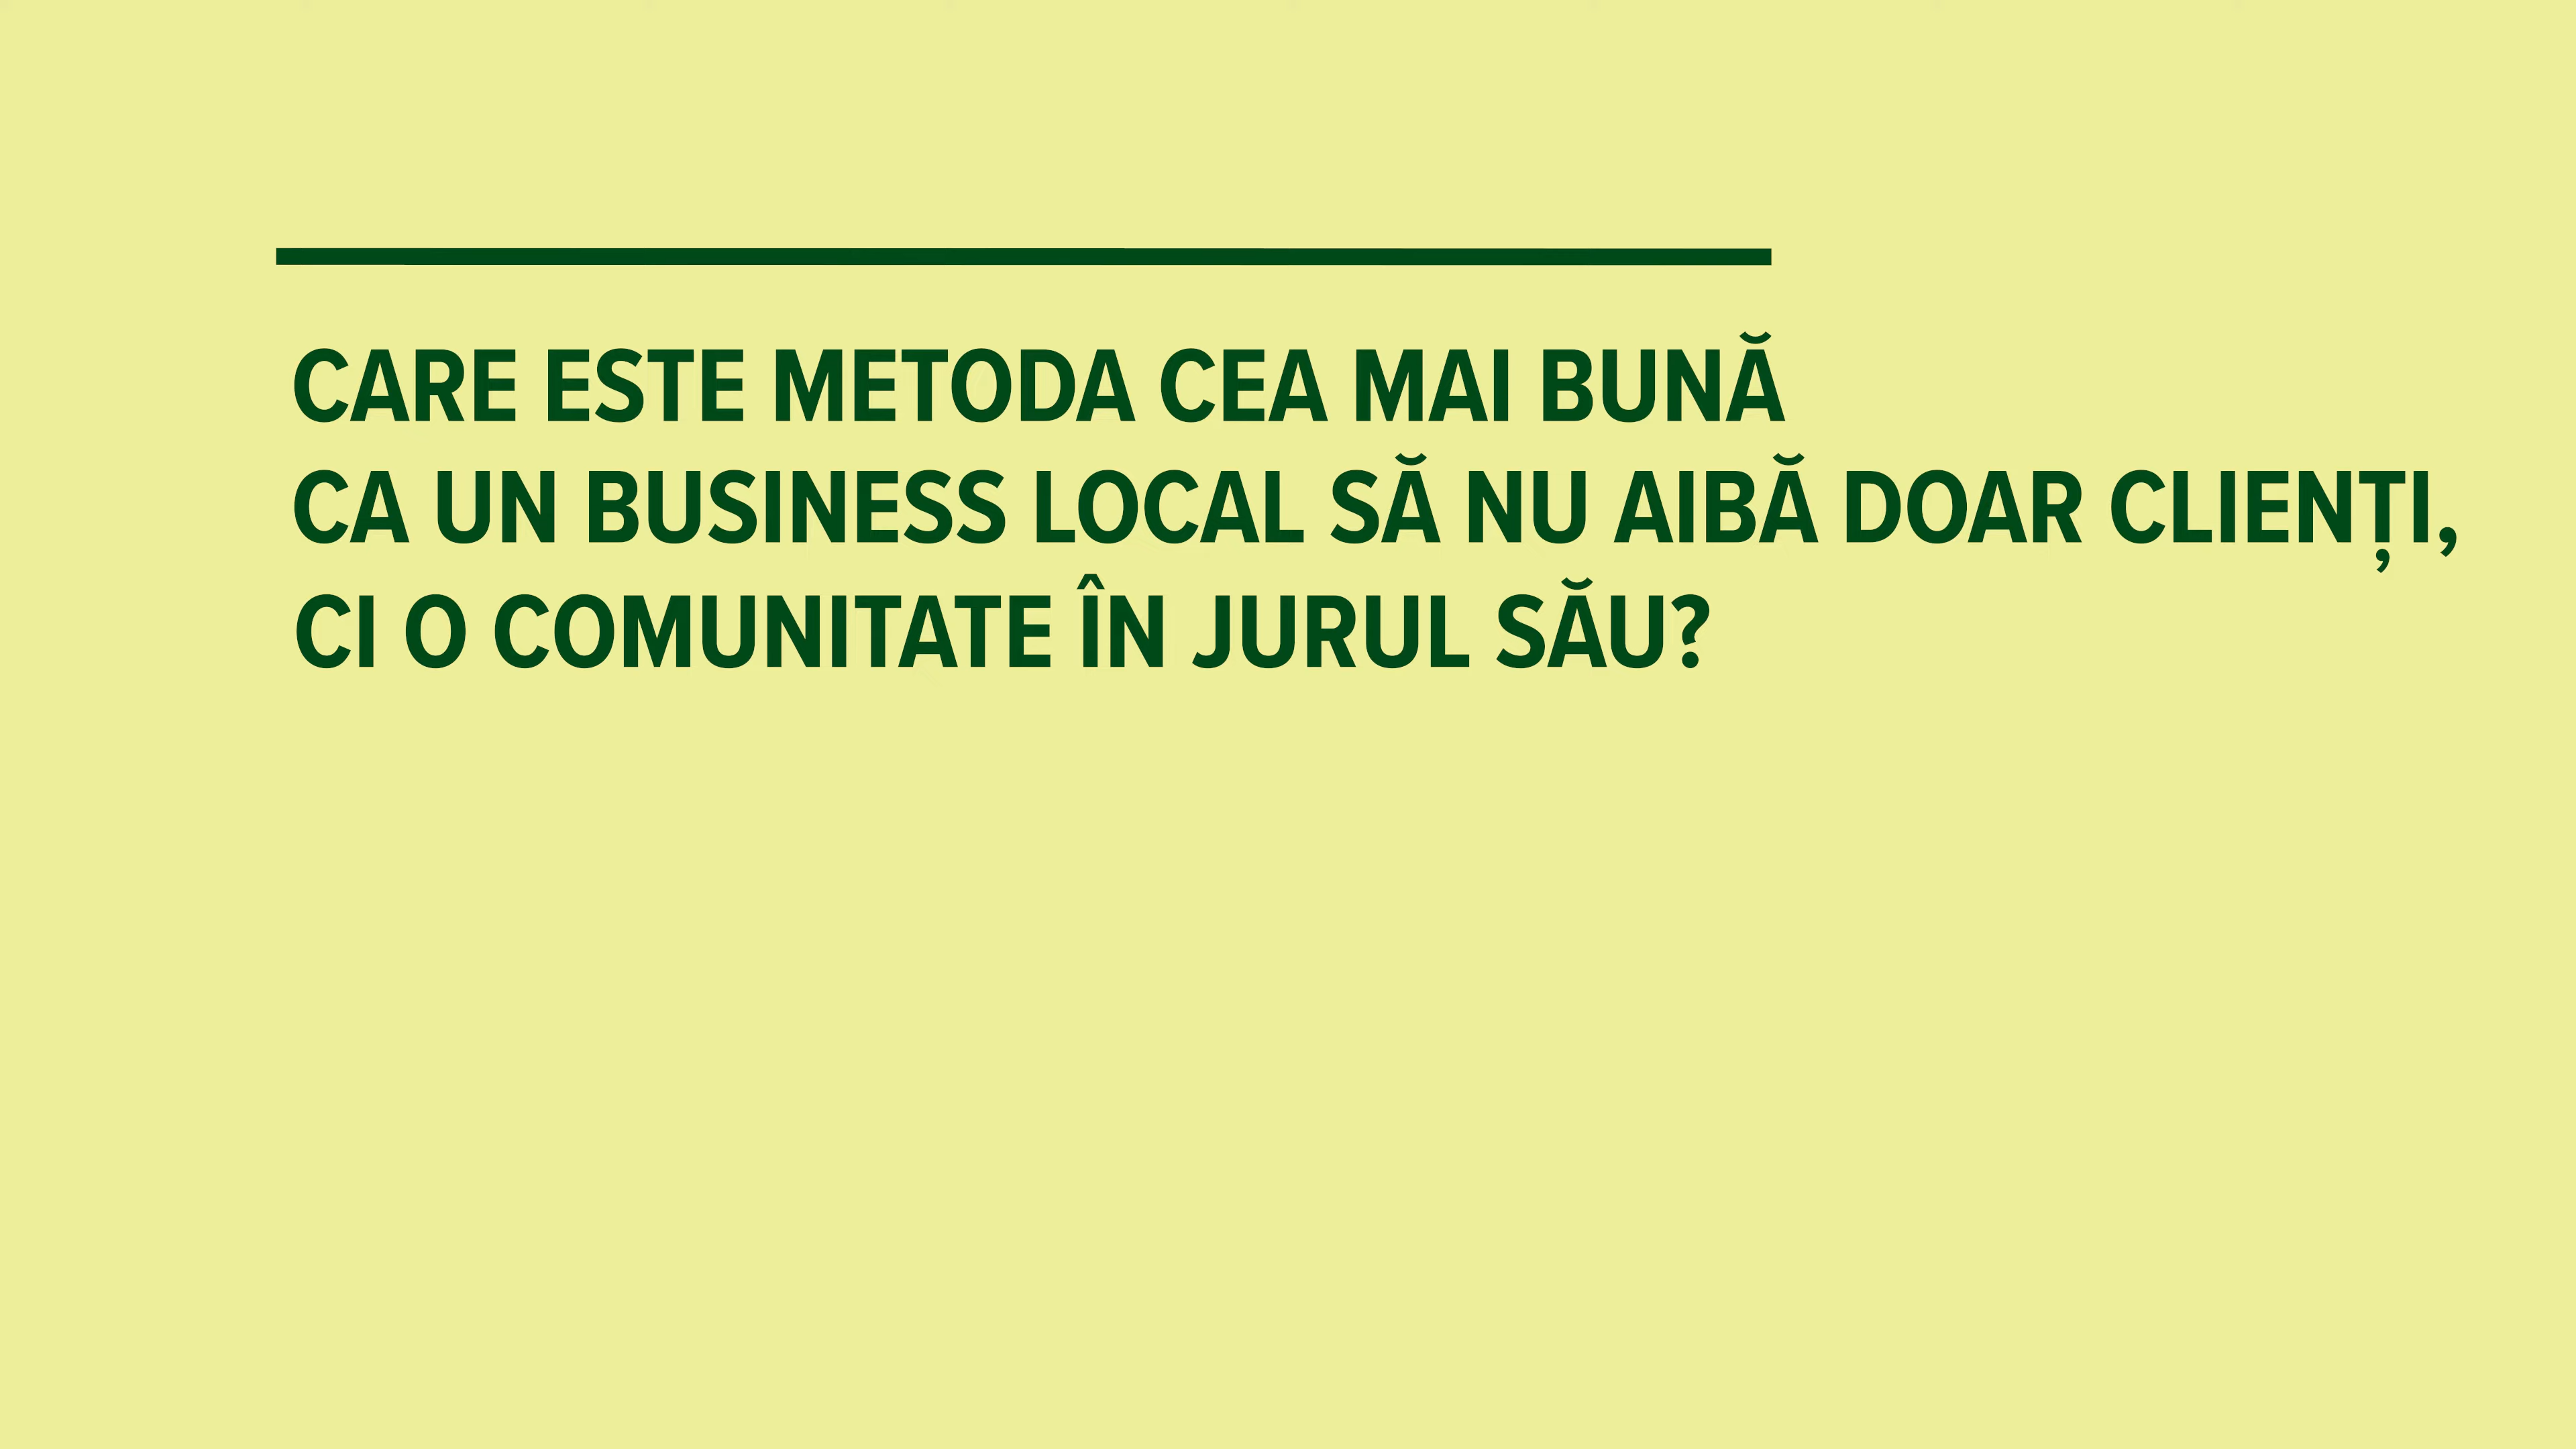 CARE ESTE METODA CEA MAI BUNĂ
CA UN BUSINESS LOCAL SĂ NU AIBĂ DOAR CLIENȚI,
CI O COMUNITATE ÎN JURUL SĂU?